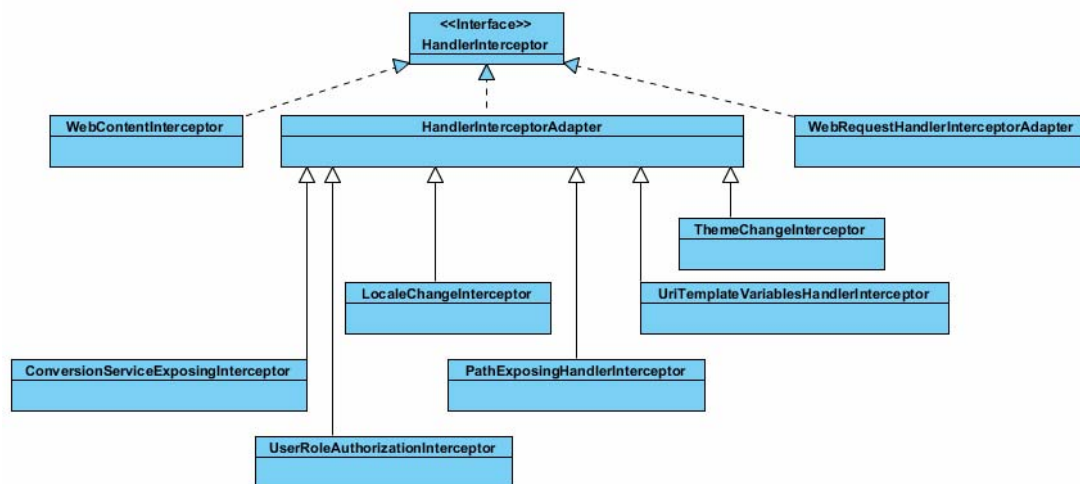 <<Interface>>
HandlerInterceptor
WebContentInterceptor
HandlerInterceptorAdapter
WebRequestHandlerInterceptorAdapter
ThemeChangeInterceptor
LocaleChangeInterceptor
UriTemplateVariablesHandlerInterceptor
ConversionServiceExposingInterceptor
PathExposingHandlerInterceptor
UserRoleAuthorizationInterceptor